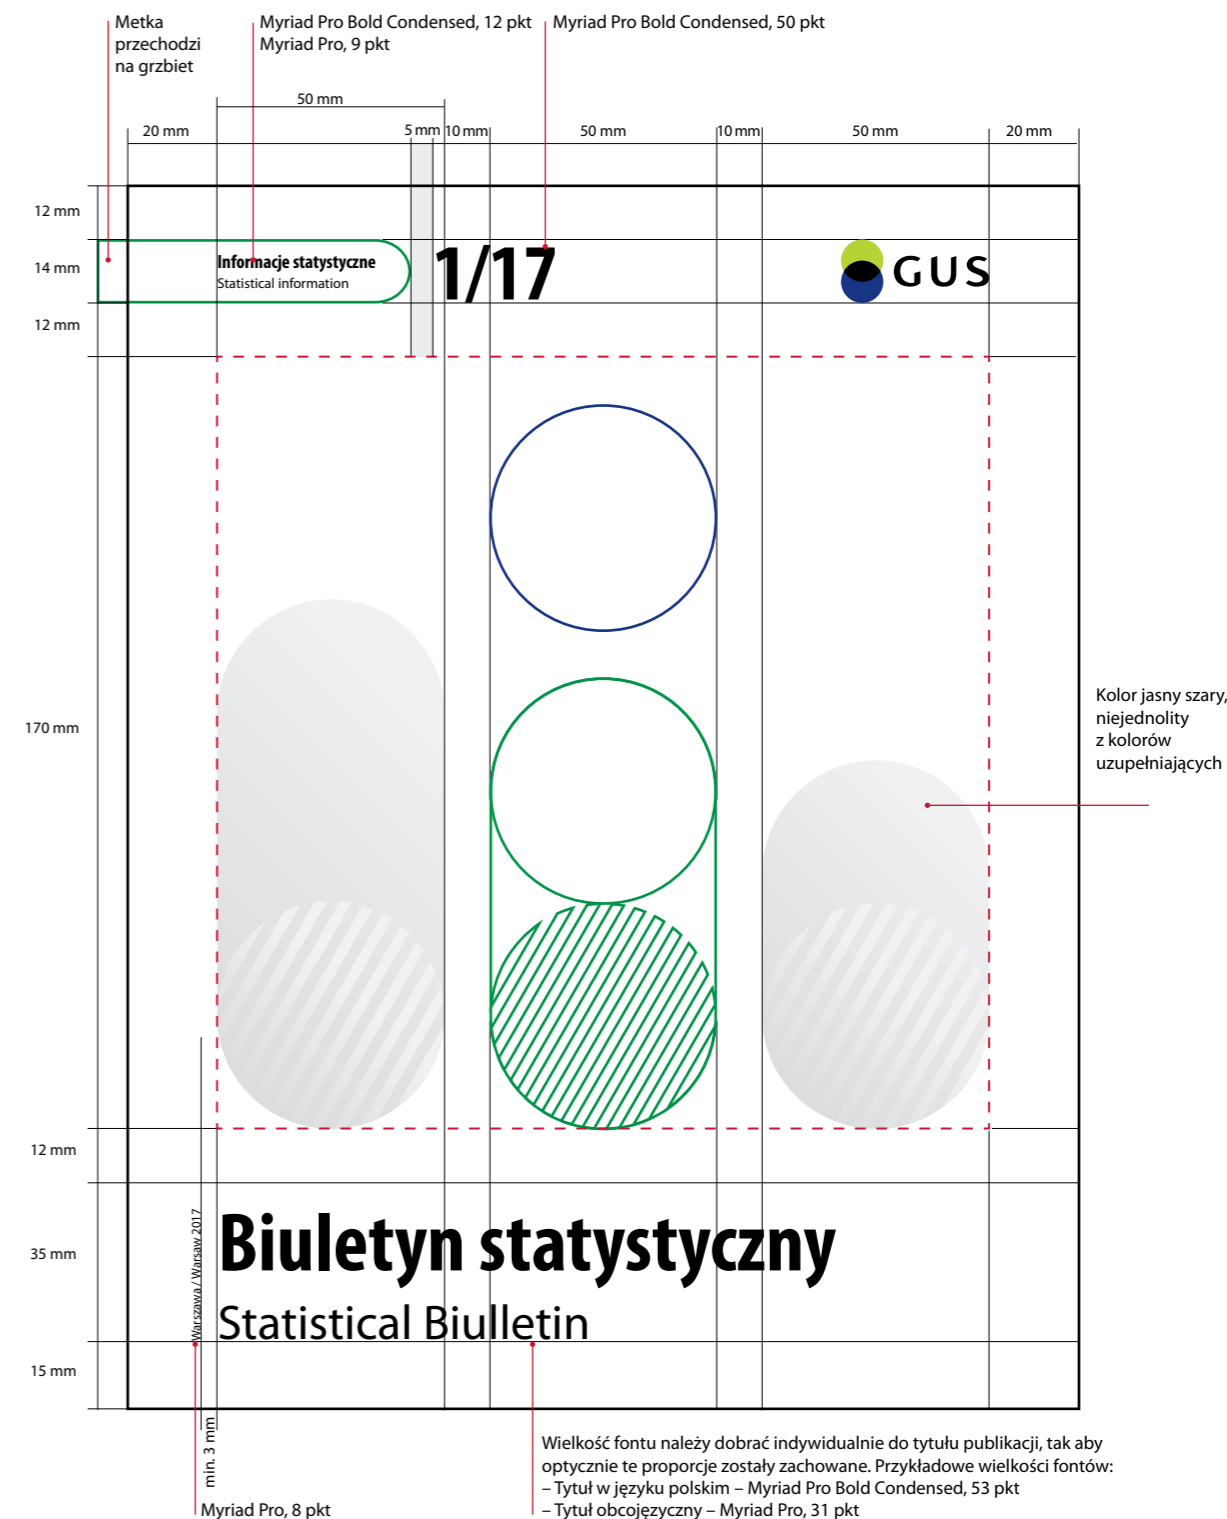 Metka
przechodzi
na grzbiet
Myriad Pro Bold Condensed, 12 pkt
Myriad Pro, 9 pkt
Myriad Pro Bold Condensed, 50 pkt
50 mm
20 mm
5 mm
10 mm
50 mm
10 mm
50 mm
20 mm
12 mm
14 mm
12 mm
Informacje statystyczne
Statistical information
1/17
GUS
170 mm
Kolor jasny szary,
niejednolity
z kolorów
uzupełniających
12 mm
35 mm
15 mm
Warszawa / Warsaw 2017
Biuletyn statystyczny
Statistical Biulletin
min. 3 mm
Myriad Pro, 8 pkt
Wielkość fontu należy dobrać indywidualnie do tytułu publikacji, tak aby
optycznie te proporcje zostały zachowane. Przykładowe wielkości fontów:
– Tytuł w języku polskim – Myriad Pro Bold Condensed, 53 pkt
– Tytuł obcojęzyczny – Myriad Pro, 31 pkt